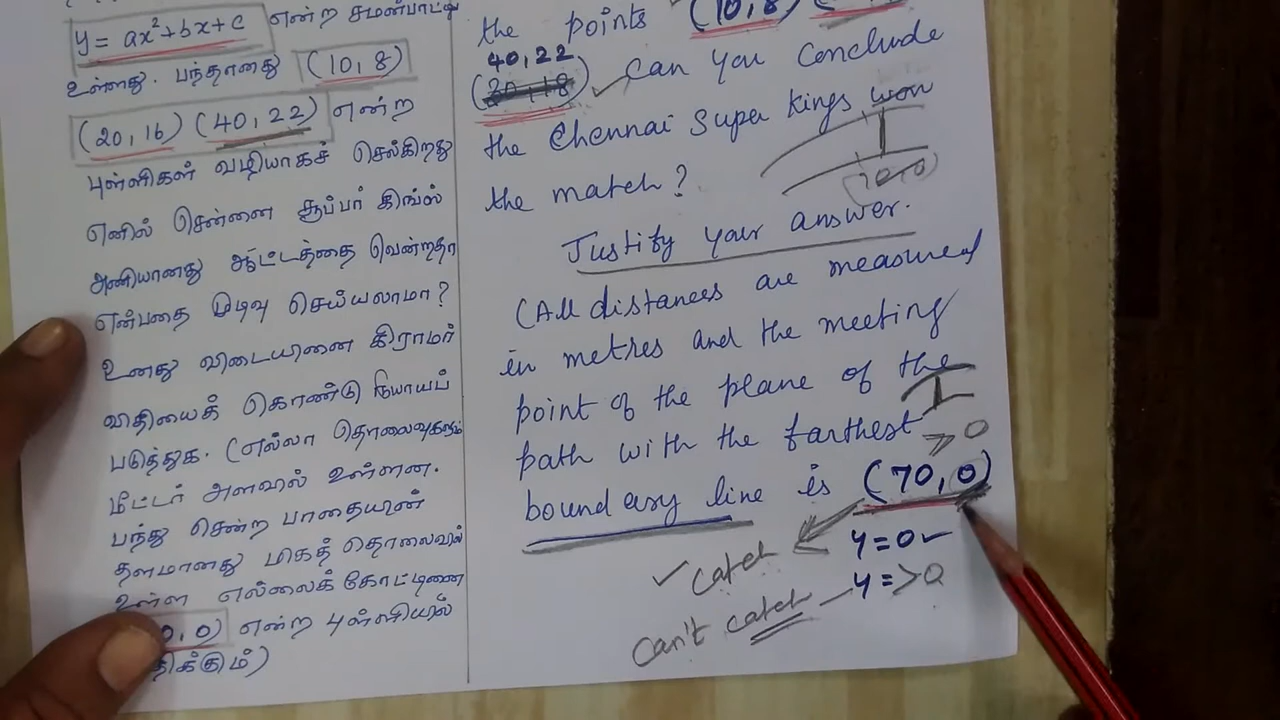 y = ax²+bx+c என்ற சமன்பாட்டில்
உள்ளது. பந்தானது (10, 8)
(20, 16) (40, 22) என்ற
புள்ளிகள் வழியாகச் செல்கிறது
எனில் சென்னை சூப்பர் கிங்ஸ்
அணியானது ஆட்டத்தை வென்றதா
என்பதை முடிவு செய்யலாமா?
உனது விடையினை கிராமர்
விதியைக் கொண்டு நியாயப்
படுத்துக. (எல்லா தொலைவுகளும்
மீட்டர் அளவில் உள்ளன.
பந்து சென்ற பாதையின்
தளமானது மிகத் தொலைவில்
உள்ள எல்லைக் கோட்டினை
0, 0) என்ற புள்ளியில்
திக்கும்)
the points (10,8)
40,22
(30,18) Can you conclude
the Chennai Super Kings won
the match?
(70,0)
Justify your answer.
(All distances are measured
in metres and the meeting
point of the plane of the
path with the farthest
>0
boundary line is (70, 0)
y = 0
catch
y = >0
can't catch